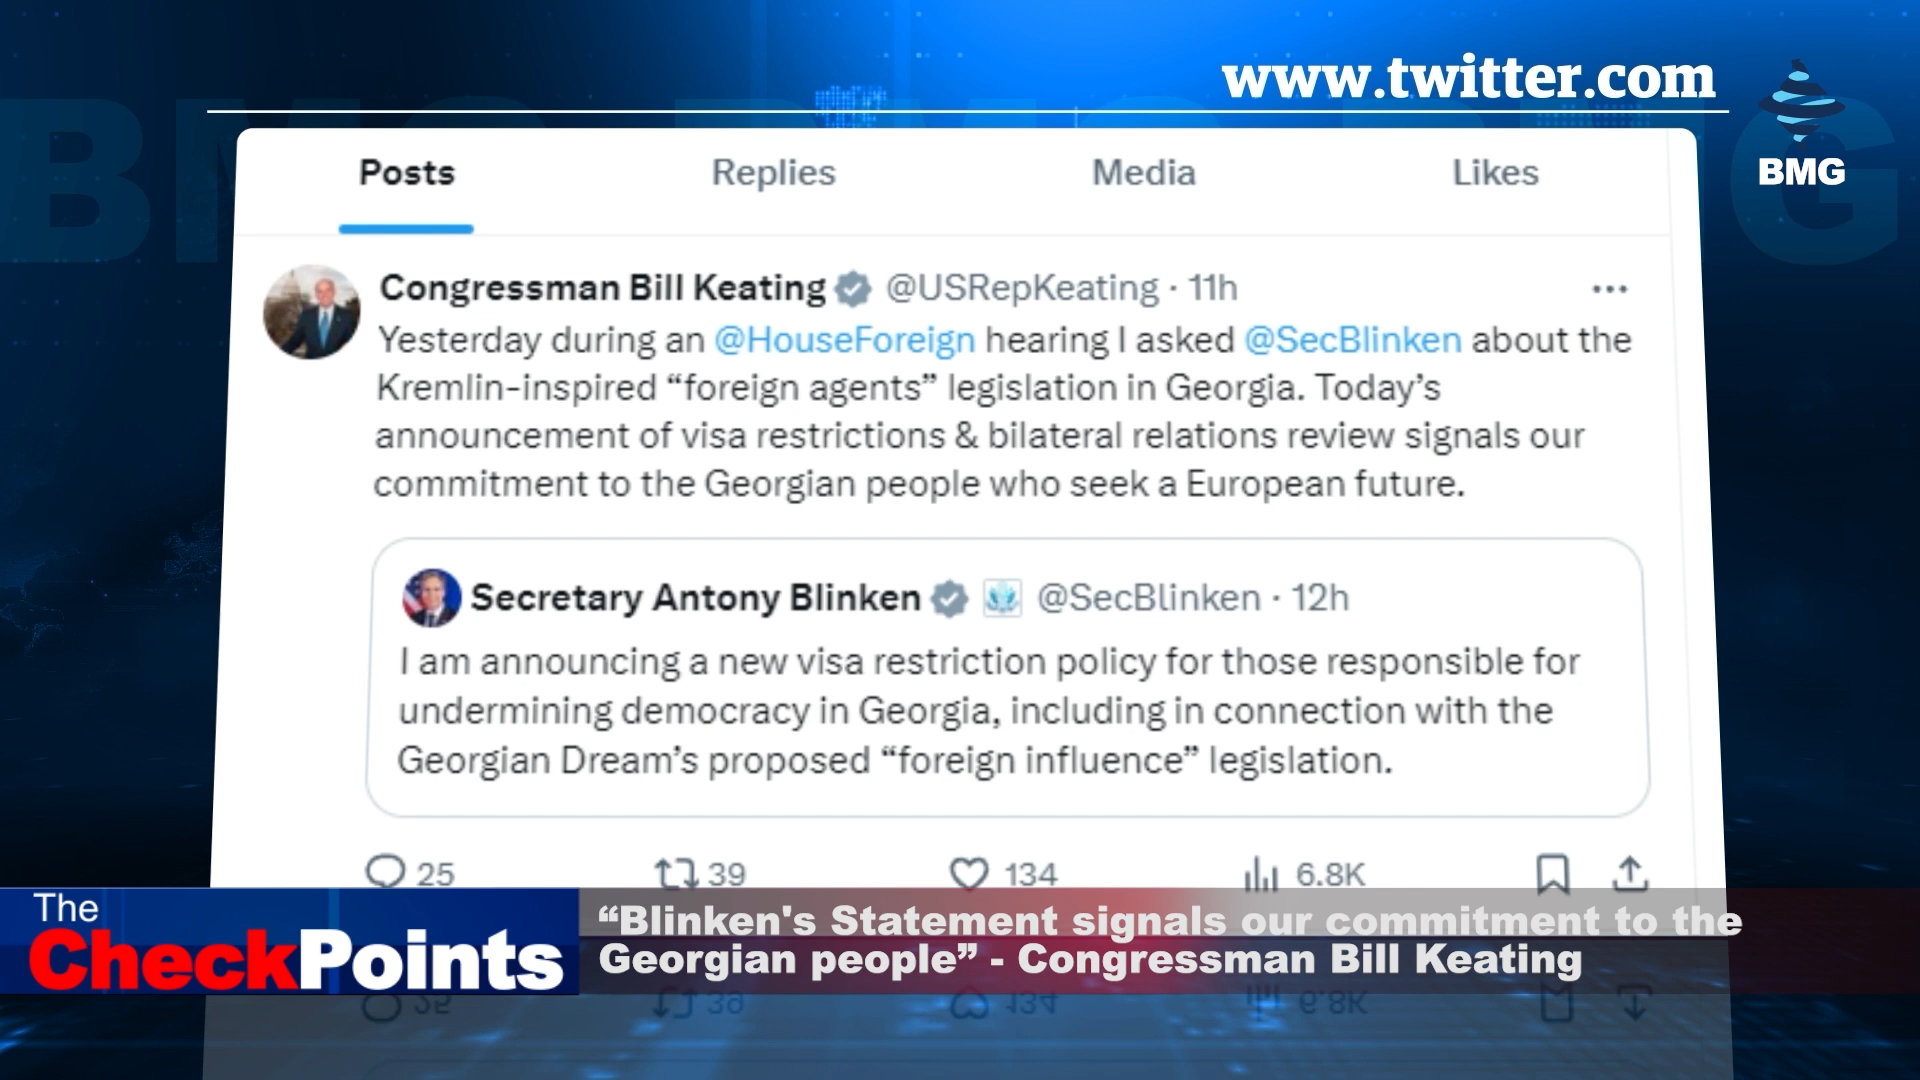 www.twitter.com
BMG
Posts Replies Media Likes
Congressman Bill Keating @USRepKeating · 11h
Yesterday during an @HouseForeign hearing I asked @SecBlinken about the
Kremlin-inspired “foreign agents” legislation in Georgia. Today’s
announcement of visa restrictions & bilateral relations review signals our
commitment to the Georgian people who seek a European future.
Secretary Antony Blinken @SecBlinken · 12h
I am announcing a new visa restriction policy for those responsible for
undermining democracy in Georgia, including in connection with the
Georgian Dream’s proposed “foreign influence” legislation.
25 39 134 6.8K
The
CheckPoints
“Blinken's Statement signals our commitment to the
Georgian people” - Congressman Bill Keating